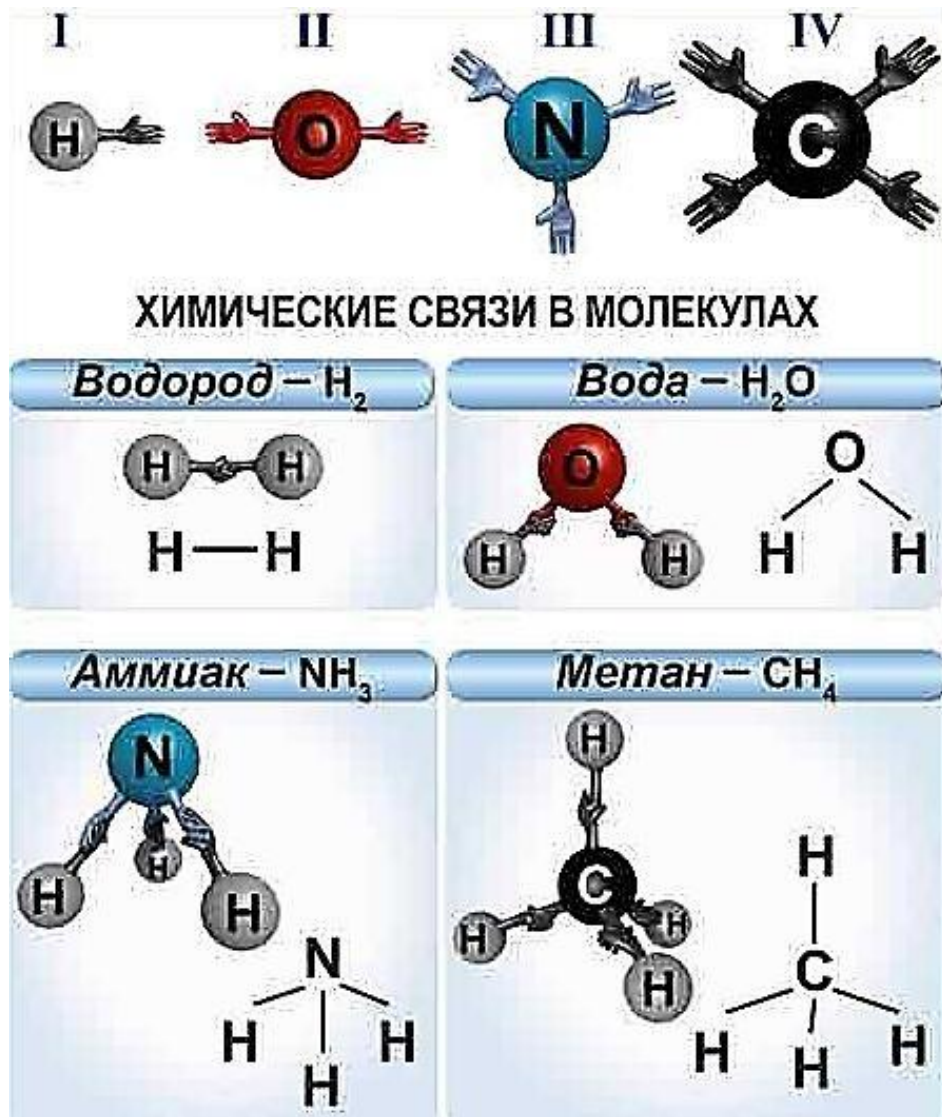 I II III IV
H O N C
ХИМИЧЕСКИЕ СВЯЗИ В МОЛЕКУЛАХ
Водород – H₂
H H
H — H
Вода – H₂O
O
H H
O
H H
Аммиак – NH₃
N
H H H
N
H H
H
Метан – CH₄
H
C
H H
H
H
C
H H H